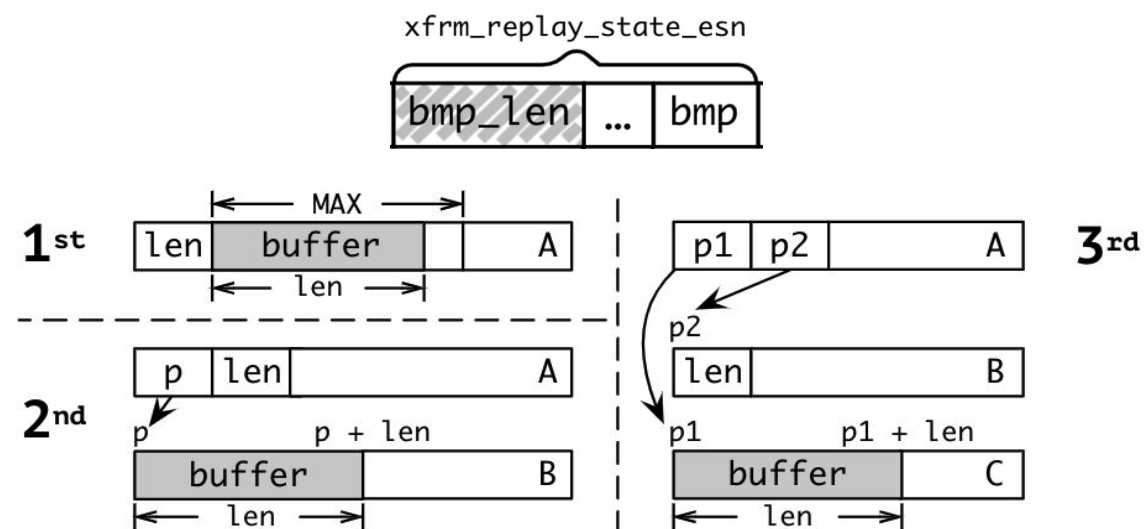 xfrm_replay_state_esn
bmp_len ... bmp
MAX
1st len buffer A
len
p1 p2 A 3rd
p2
len B
2nd p len A
p p + len
buffer B
len
p1 p1 + len
buffer C
len